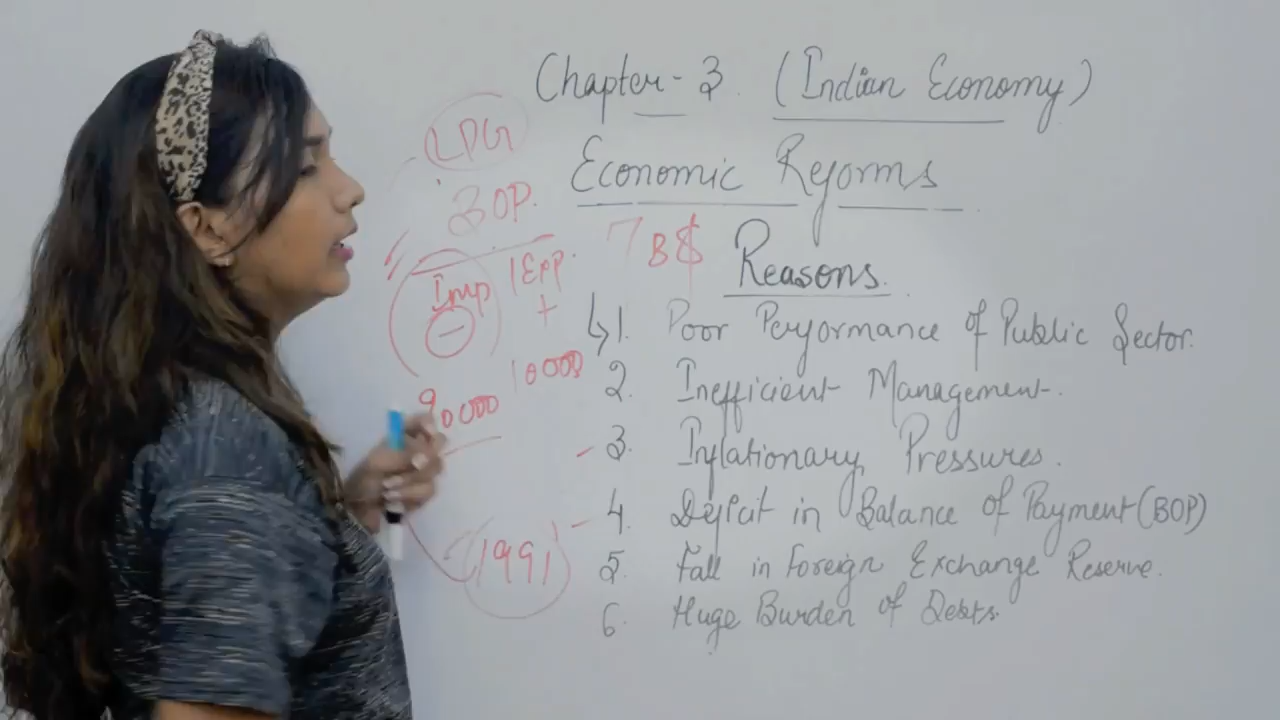 Chapter-3 (Indian Economy)
Economic Reforms
Reasons
1. Poor Performance of Public Sector.
2. Inefficient Management.
3. Inflationary Pressures.
4. Deficit in Balance of Payment (BOP)
5. Fall in Foreign Exchange Reserve.
6. Huge Burden of Debts.
LPG
BOP.
7 B$
Imp | Exp.
- +
10000
90000
1991